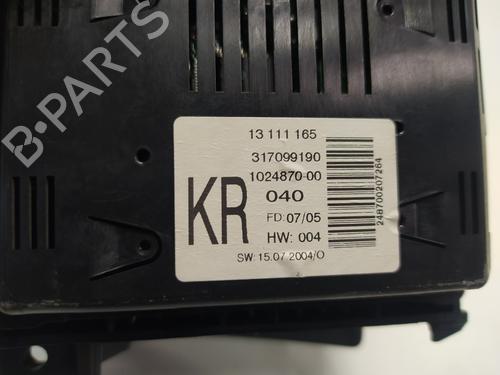 B-PARTS
13 111 165
317099190
1024870-00
040
KR
FD: 07/05
HW: 004
SW: 15.07 2004/O
248700207264